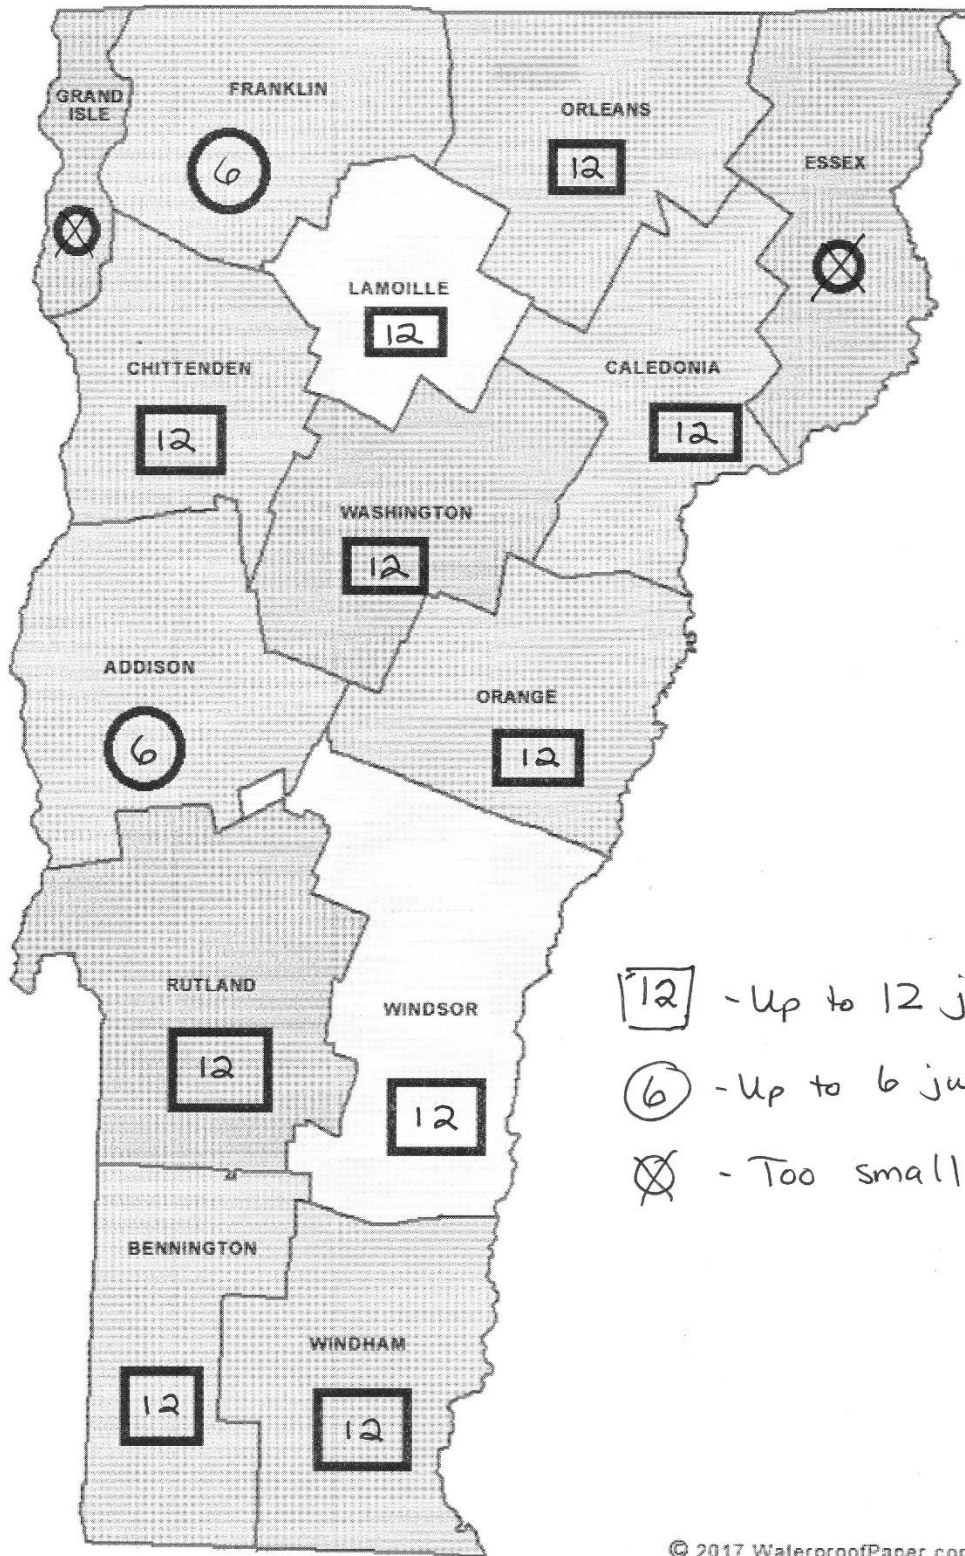 GRAND
ISLE
FRANKLIN
6
ORLEANS
12
ESSEX
LAMOILLE
12
CHITTENDEN
12
CALEDONIA
12
WASHINGTON
12
ADDISON
6
ORANGE
12
RUTLAND
12
WINDSOR
12
12 - Up to 12 j
6 - Up to 6 ju
- Too small
BENNINGTON
12
WINDHAM
12
© 2017 WaterproofPaper.com